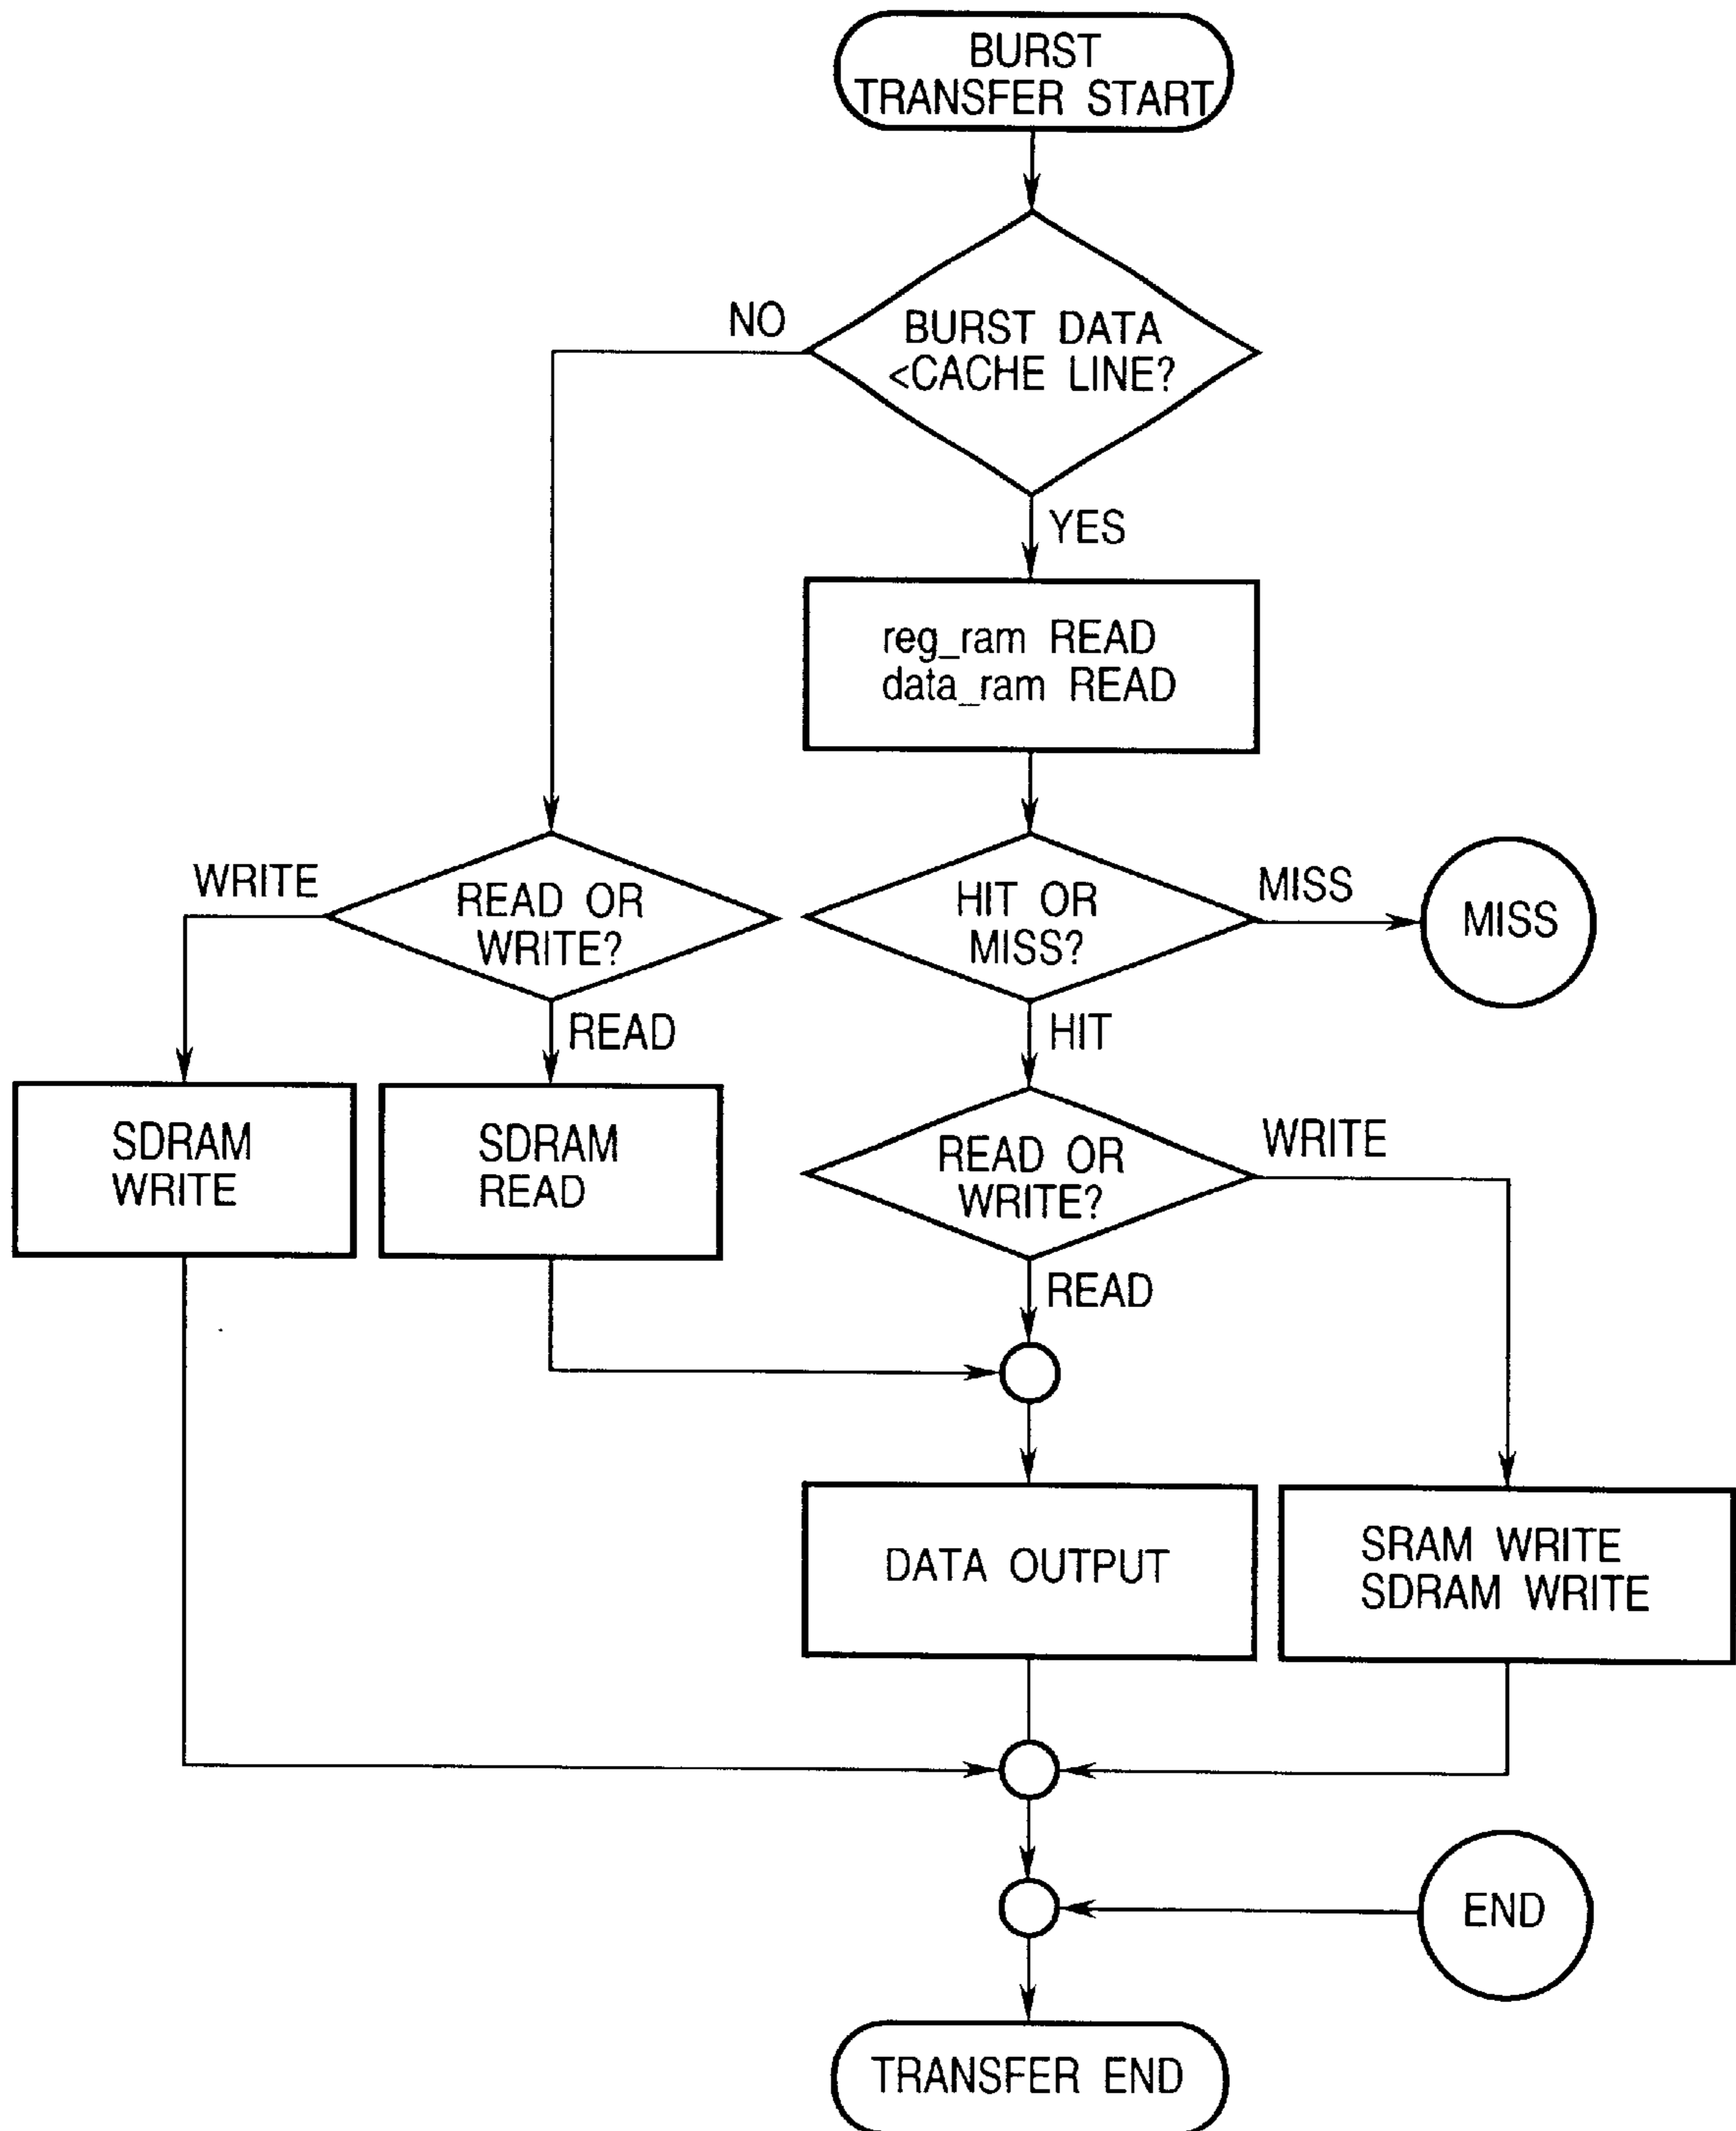 BURST
TRANSFER START
BURST DATA
<CACHE LINE?
NO
YES
reg_ram READ
data_ram READ
WRITE
READ OR
WRITE?
READ
HIT OR
MISS?
MISS
MISS
HIT
SDRAM
WRITE
SDRAM
READ
READ OR
WRITE?
WRITE
READ
DATA OUTPUT
SRAM WRITE
SDRAM WRITE
END
TRANSFER END